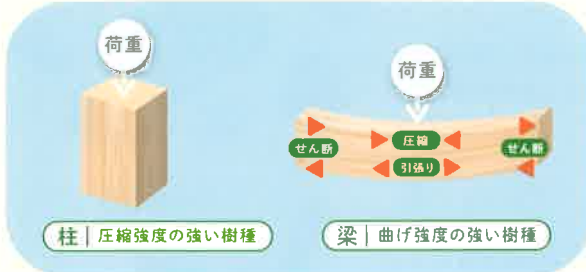 荷重
荷重
せん断
圧縮
引張り
せん断
柱 | 圧縮強度の強い樹種
梁 | 曲げ強度の強い樹種